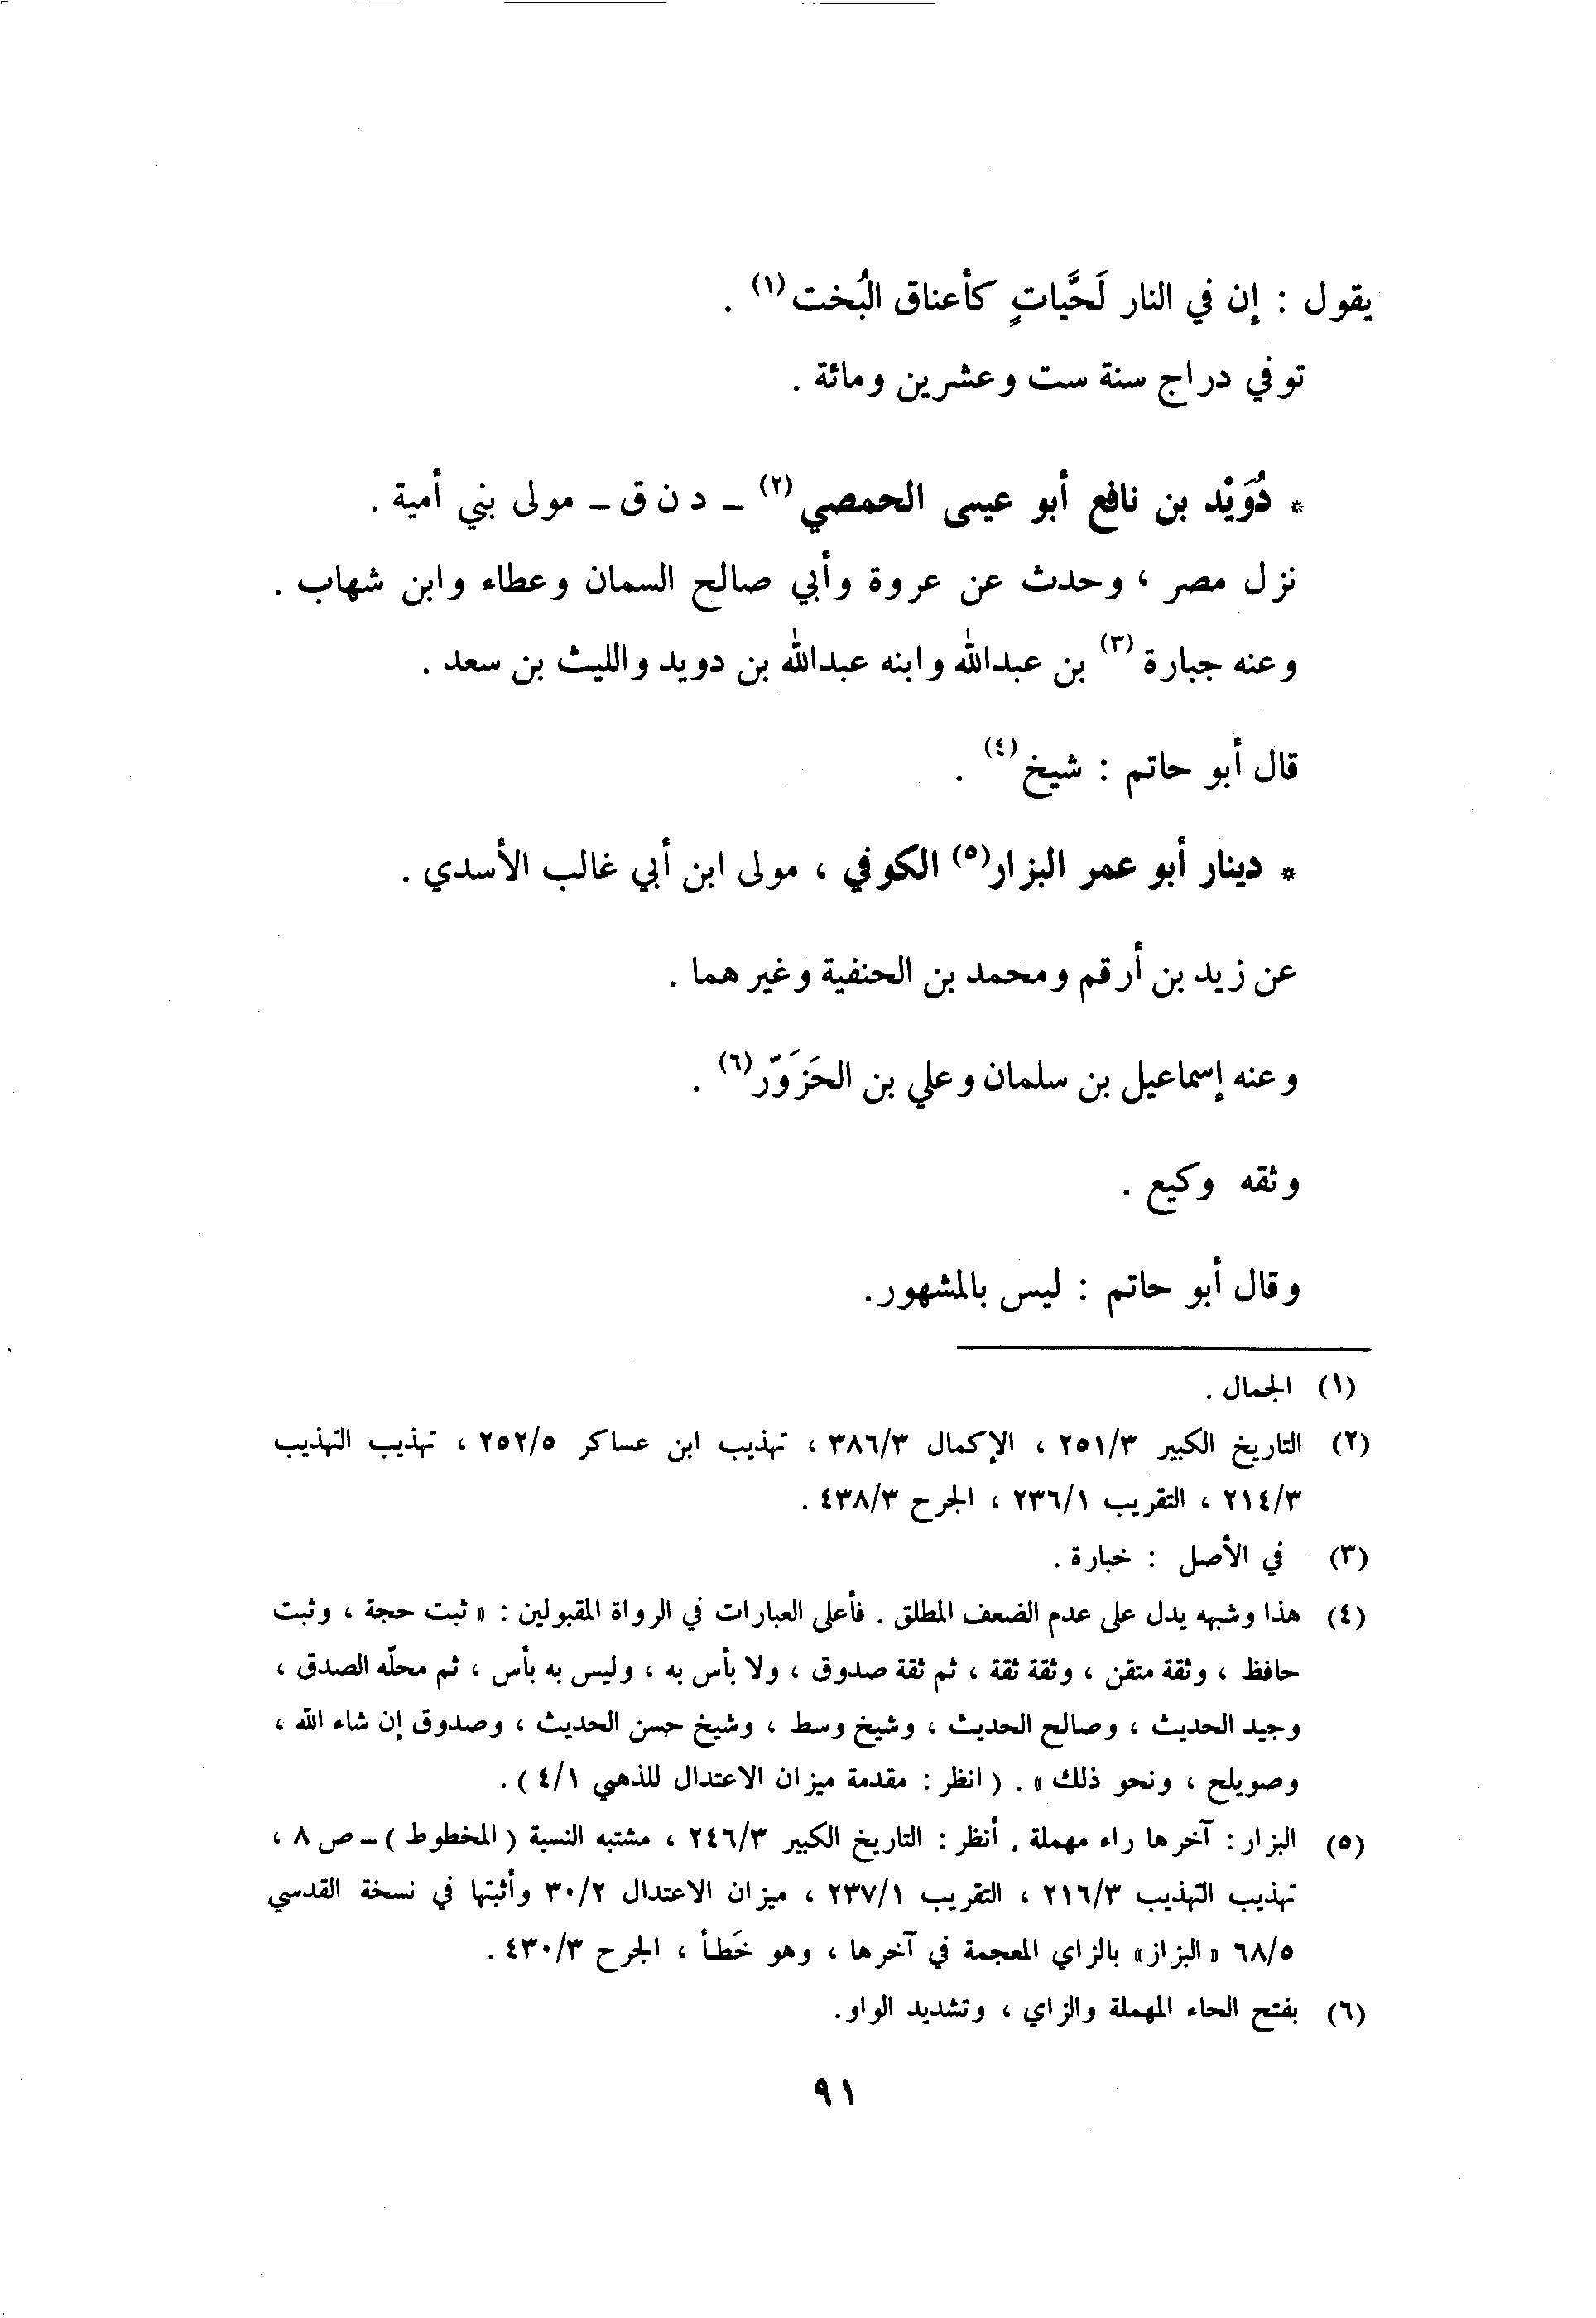 يقول : إن في النار لَحَّياتٍ كأعناق البُخت (١) .
توفي دراج سنة ست وعشرين ومائة .
* دُوَيْد بن نافع أبو عيسى الحمصي (٢) – د ن ق – مولى بني أمية .
نزل مصر ، وحدث عن عروة وأبي صالح السمان وعطاء وابن شهاب .
وعنه جبارة (٣) بن عبدالله وابنه عبدالله بن دويد والليث بن سعد .
قال أبو حاتم : شيخ (٤) .
* دينار أبو عمر البزار (٥) الكوفي ، مولى ابن أبي غالب الأسدي .
عن زيد بن أرقم ومحمد بن الحنفية وغيرهما .
وعنه إسماعيل بن سلمان وعلي بن الحَزَوّر (٦) .
وثقه وكيع .
وقال أبو حاتم : ليس بالمشهور .
(١) الجمال .
(٢) التاريخ الكبير ٢٥١/٣ ، الإكمال ٣٨٦/٣ ، تهذيب ابن عساكر ٢٥٢/٥ ، تهذيب التهذيب
٢١٤/٣ ، التقريب ٢٣٦/١ ، الجرح ٤٣٨/٣ .
(٣) في الأصل : خبارة .
(٤) هذا وشبهه يدل على عدم الضعف المطلق . فأعلى العبارات في الرواة المقبولين : « ثبت حجة ، وثبت
حافظ ، وثقة متقن ، وثقة ثقة ، ثم ثقة صدوق ، ولا بأس به ، وليس به بأس ، ثم محلّه الصدق ،
وجيد الحديث ، وصالح الحديث ، وشيخ وسط ، وشيخ حسن الحديث ، وصدوق إن شاء الله ،
وصويلح ، ونحو ذلك » . ( انظر : مقدمة ميزان الاعتدال للذهبي ٤/١ ) .
(٥) البزار : آخرها راء مهملة . أنظر : التاريخ الكبير ٢٤٦/٣ ، مشتبه النسبة ( المخطوط ) – ص ٨ ،
تهذيب التهذيب ٢١٦/٣ ، التقريب ٢٣٧/١ ، ميزان الاعتدال ٣٠/٢ وأثبتها في نسخة القدسي
٦٨/٥ « البزاز » بالزاي المعجمة في آخرها ، وهو خَطأ ، الجرح ٤٣٠/٣ .
(٦) بفتح الحاء المهملة والزاي ، وتشديد الواو .
٩١